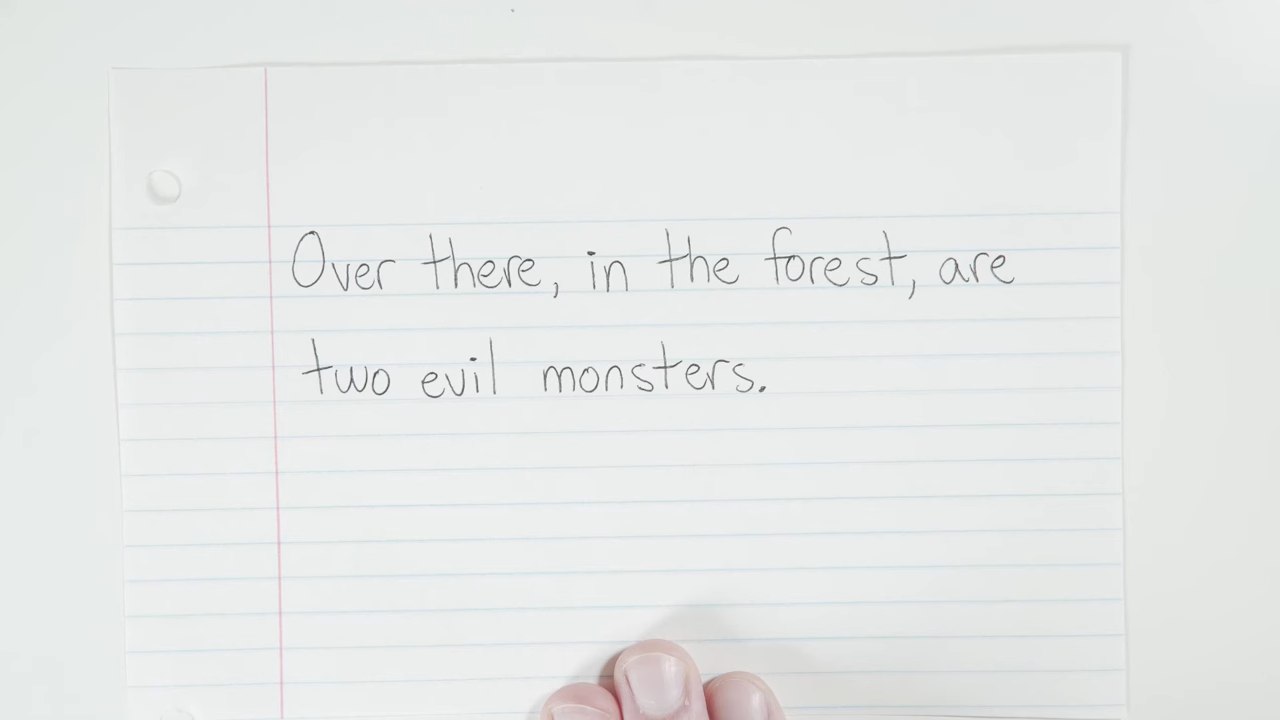 Over there, in the forest, are
two evil monsters.